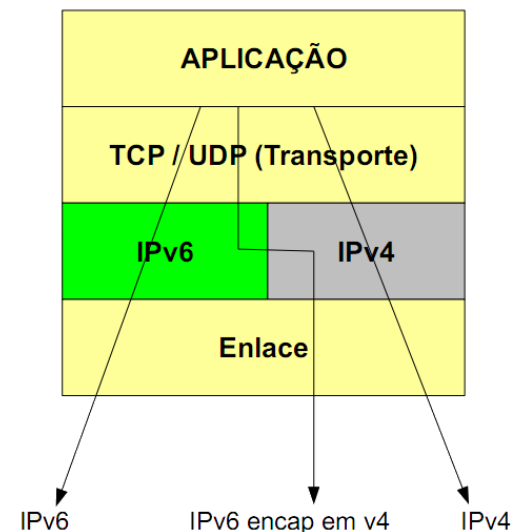 APLICAÇÃO
TCP / UDP (Transporte)
IPv6 IPv4
Enlace
IPv6 IPv6 encap em v4 IPv4